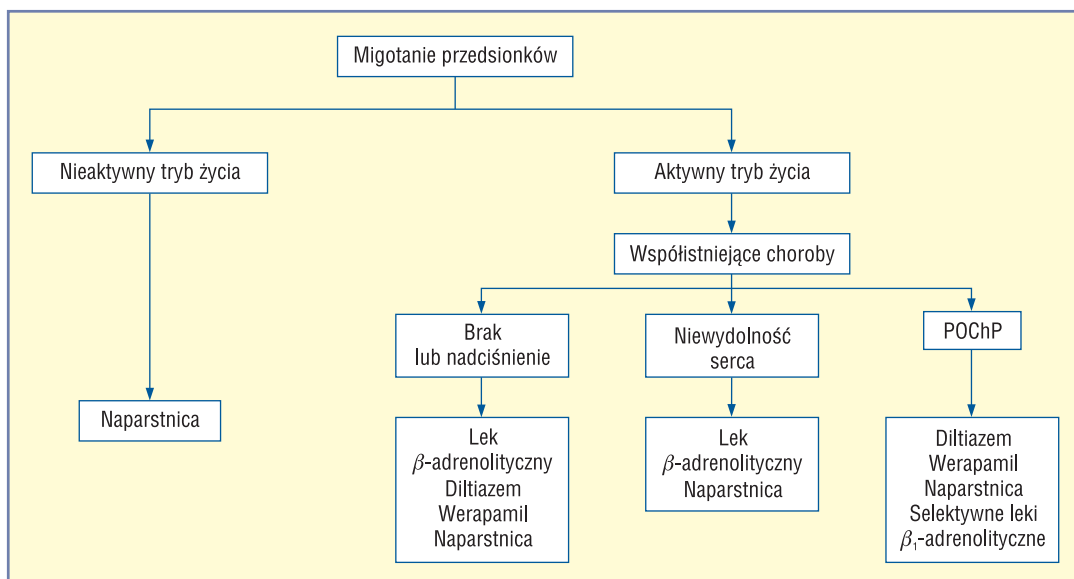 Migotanie przedsionków
Nieaktywny tryb życia
Aktywny tryb życia
Współistniejące choroby
Brak
lub nadciśnienie
Niewydolność
serca
POChP
Naparstnica
Lek
β-adrenolityczny
Diltiazem
Werapamil
Naparstnica
Lek
β-adrenolityczny
Naparstnica
Diltiazem
Werapamil
Naparstnica
Selektywne leki
β₁-adrenolityczne